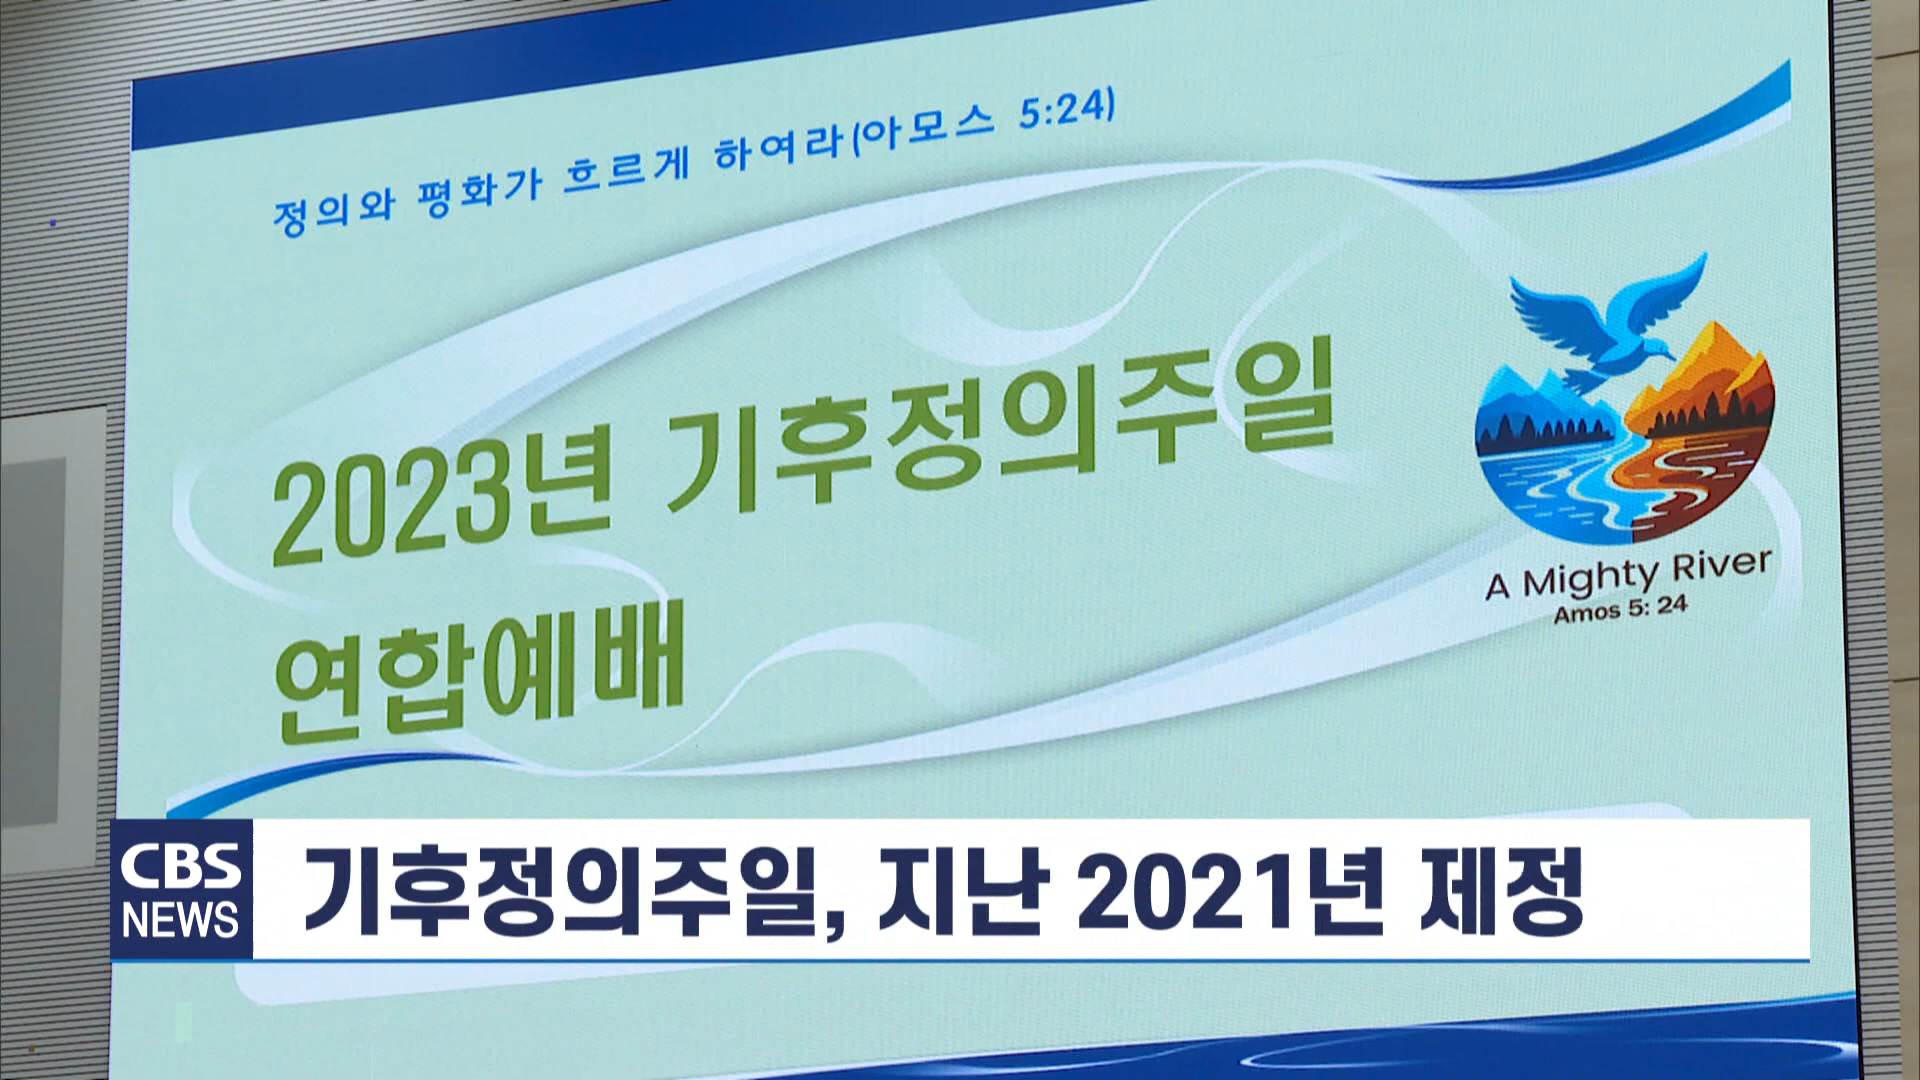 정의와 평화가 흐르게 하여라(아모스 5:24)
2023년 기후정의주일
연합예배
A Mighty River
Amos 5: 24
CBS
NEWS
기후정의주일, 지난 2021년 제정